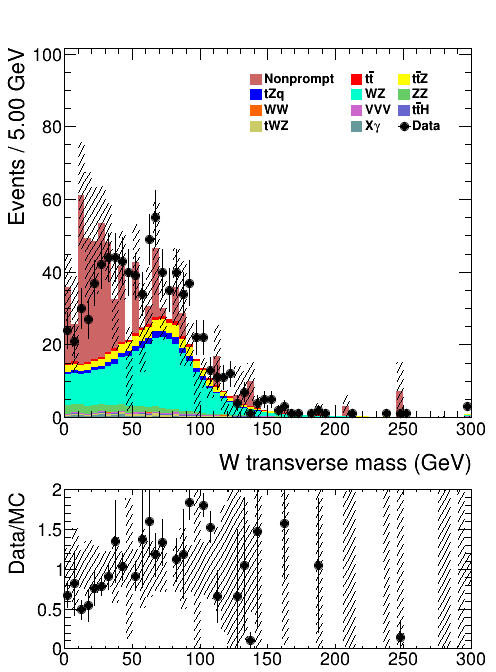 Events / 5.00 GeV
100
80
60
40
20
0
Nonprompt tt̄ tt̄Z
tZq WZ ZZ
WW VVV tt̄H
tWZ Xγ Data
0 50 100 150 200 250 300
W transverse mass (GeV)
Data/MC
2
1.5
1
0.5
0
0 50 100 150 200 250 300